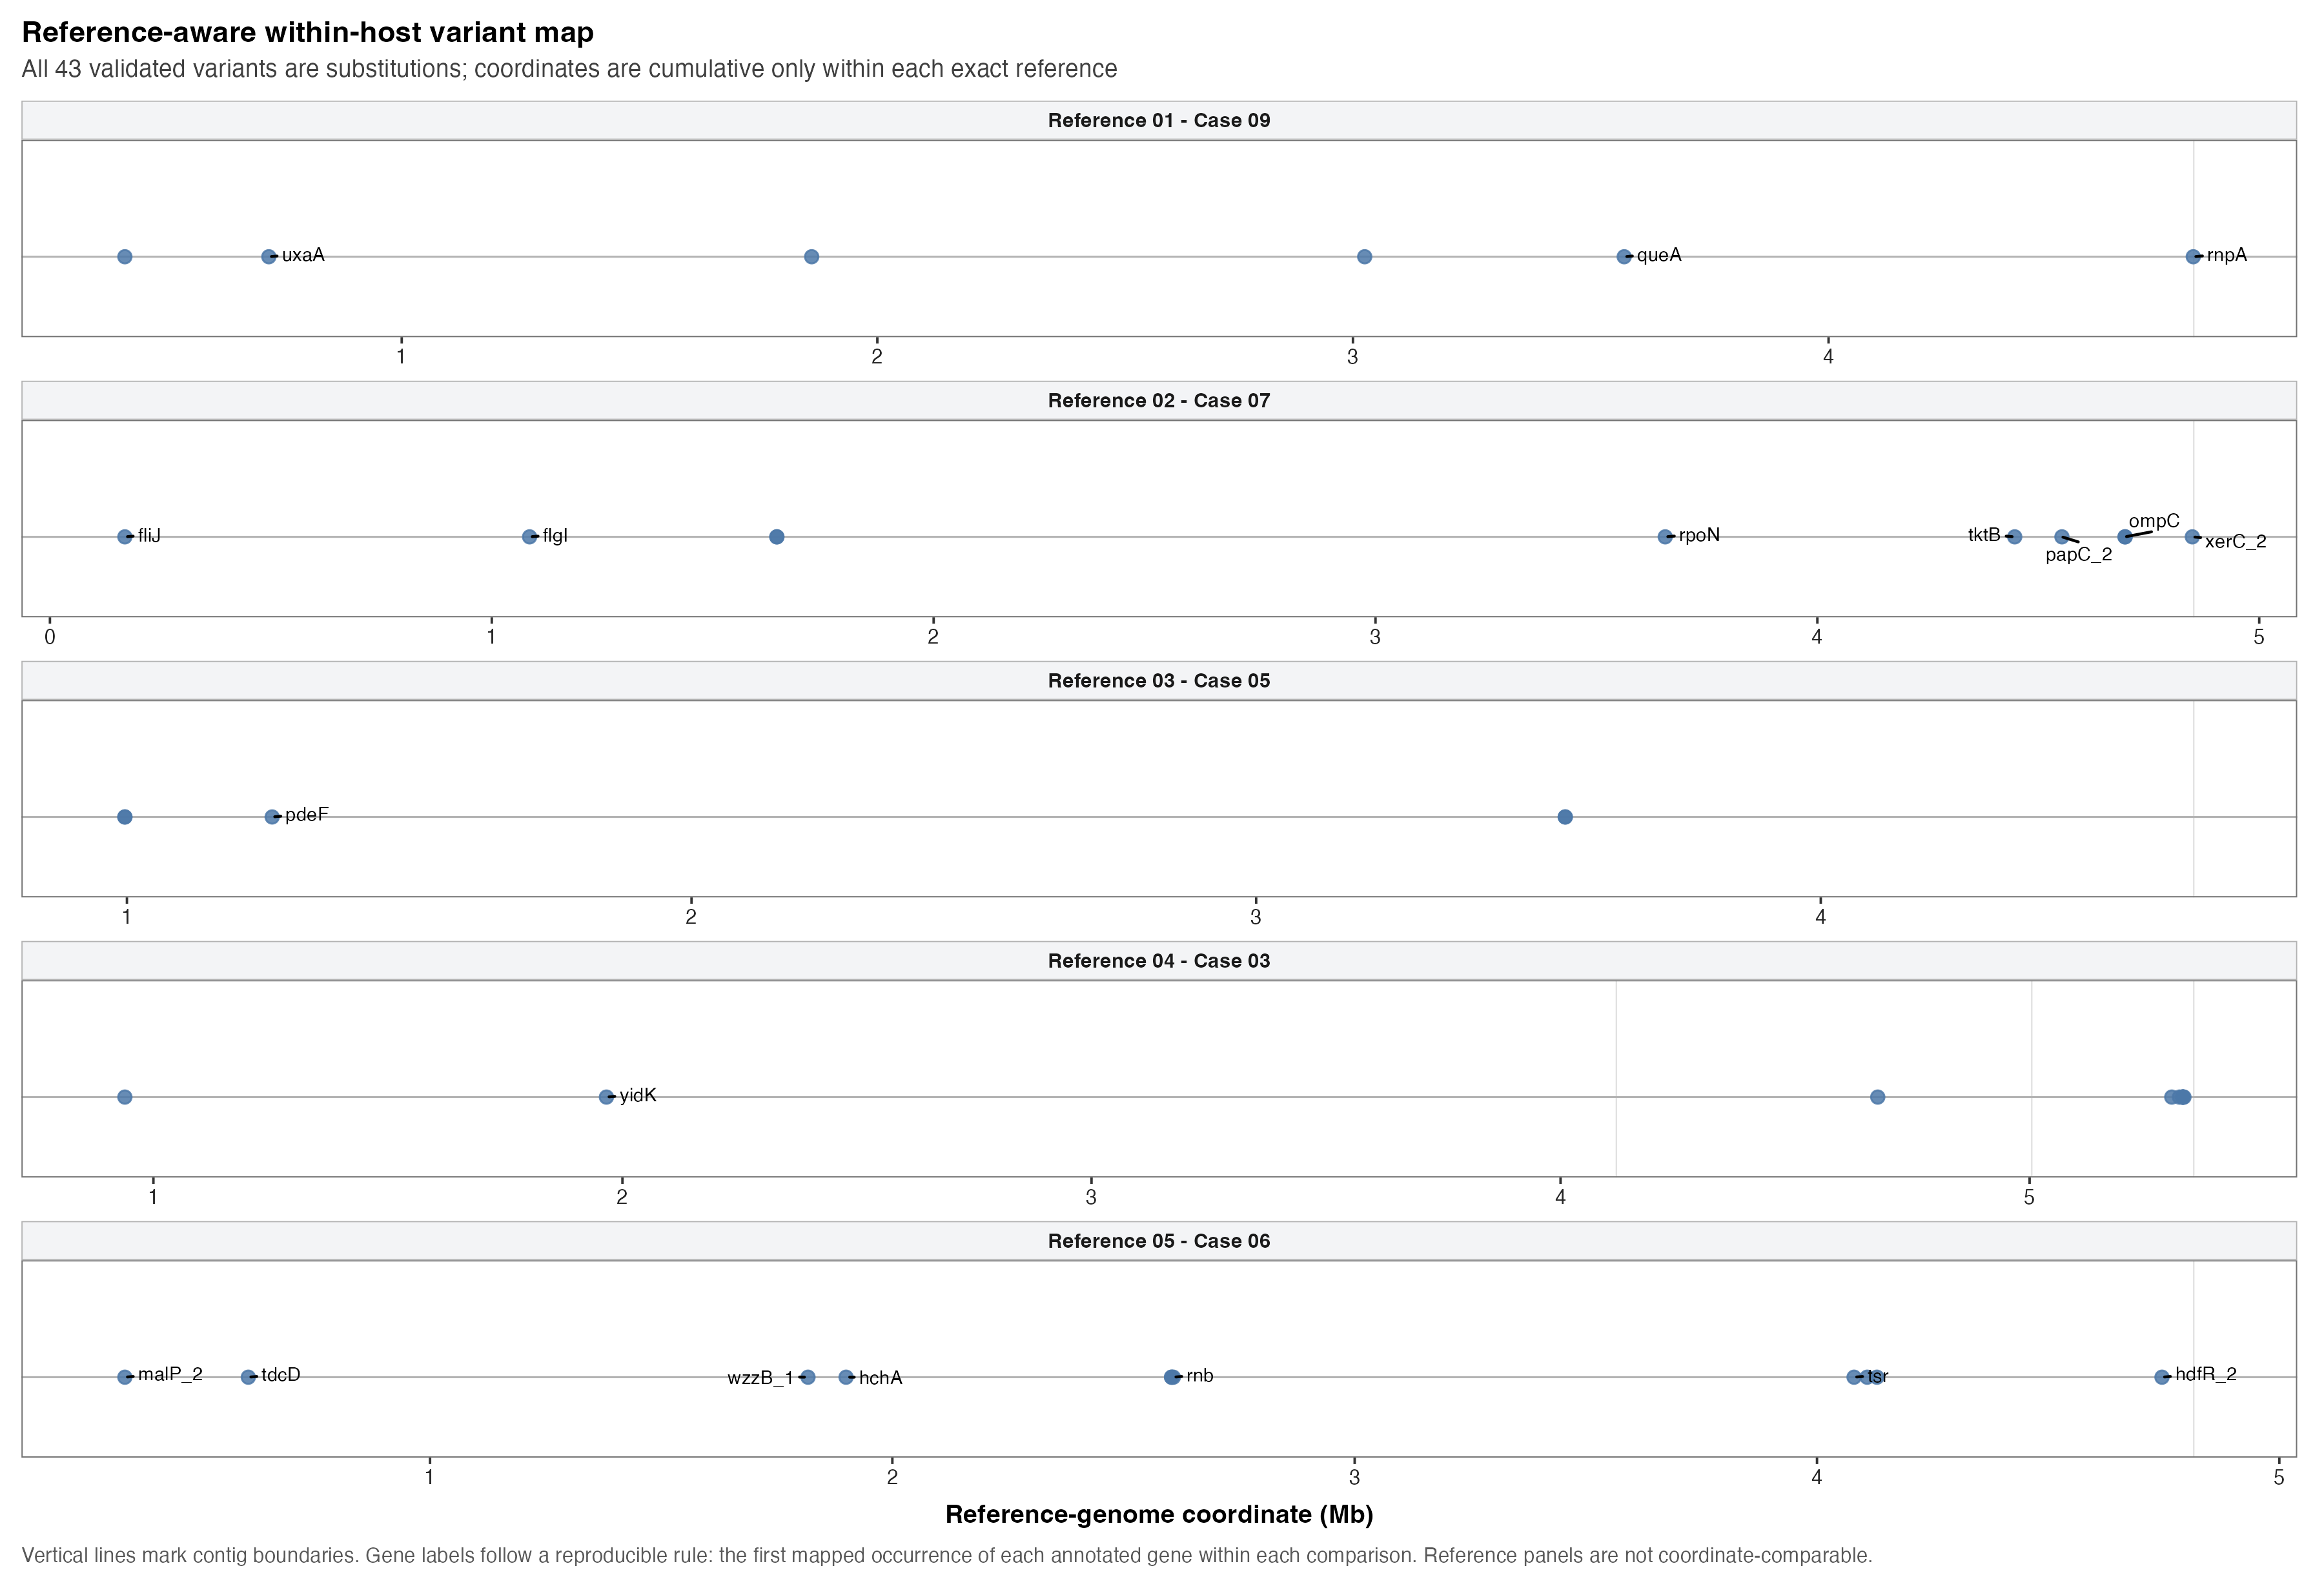 Reference-aware within-host variant map
All 43 validated variants are substitutions; coordinates are cumulative only within each exact reference
Reference 01 - Case 09
uxaA queA rnpA
1 2 3 4
Reference 02 - Case 07
ompC
fliJ flgI rpoN tktB xerC_2
papC_2
0 1 2 3 4 5
Reference 03 - Case 05
pdeF
1 2 3 4
Reference 04 - Case 03
yidK
1 2 3 4 5
Reference 05 - Case 06
malP_2 tdcD wzzB_1 hchA rnb tsr hdfR_2
1 2 3 4 5
Reference-genome coordinate (Mb)
Vertical lines mark contig boundaries. Gene labels follow a reproducible rule: the first mapped occurrence of each annotated gene within each comparison. Reference panels are not coordinate-comparable.